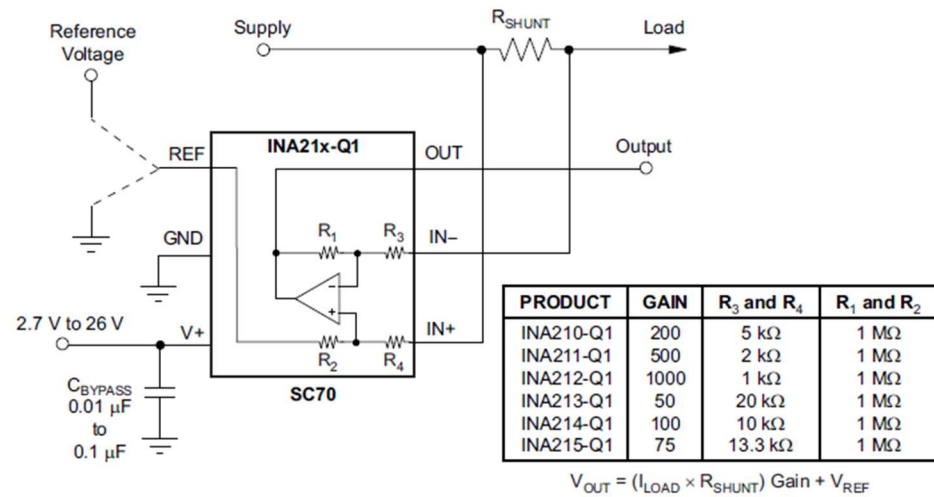 Reference
Voltage
Supply
R_SHUNT
Load
REF
INA21x-Q1
OUT
Output
GND
R₁
R₃
IN−
−
+
2.7 V to 26 V
V+
R₂
R₄
IN+
SC70
C_BYPASS
0.01 μF
to
0.1 μF
PRODUCT GAIN R₃ and R₄ R₁ and R₂
INA210-Q1 200 5 kΩ 1 MΩ
INA211-Q1 500 2 kΩ 1 MΩ
INA212-Q1 1000 1 kΩ 1 MΩ
INA213-Q1 50 20 kΩ 1 MΩ
INA214-Q1 100 10 kΩ 1 MΩ
INA215-Q1 75 13.3 kΩ 1 MΩ
V_OUT = (I_LOAD × R_SHUNT) Gain + V_REF